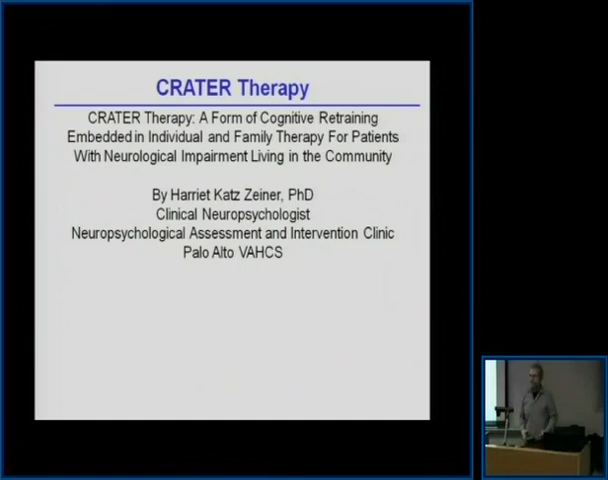 CRATER Therapy
CRATER Therapy: A Form of Cognitive Retraining
Embedded in Individual and Family Therapy For Patients
With Neurological Impairment Living in the Community
By Harriet Katz Zeiner, PhD
Clinical Neuropsychologist
Neuropsychological Assessment and Intervention Clinic
Palo Alto VAHCS